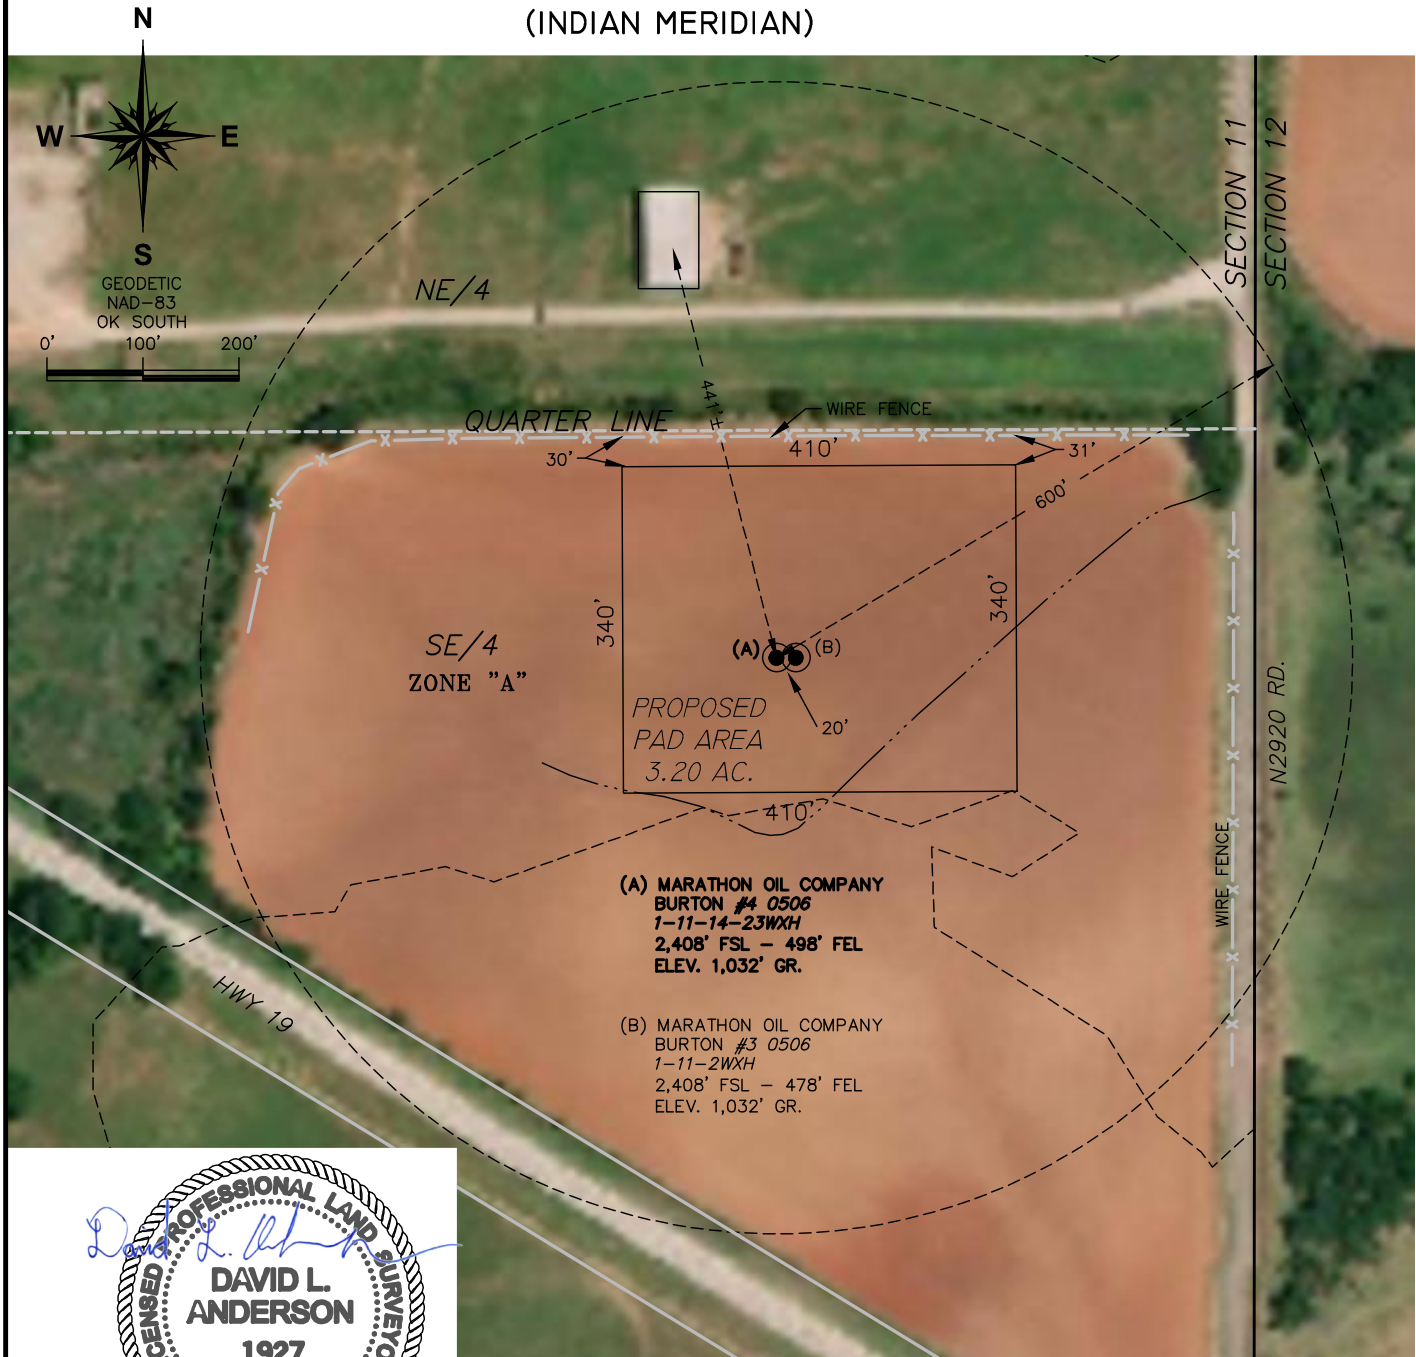 (INDIAN MERIDIAN)
N
W E
S
GEODETIC
NAD-83
OK SOUTH
0' 100' 200'
SECTION 11
SECTION 12
NE/4
441'±
QUARTER LINE
WIRE FENCE
30'
410'
31'
600'
340'
340'
SE/4
ZONE "A"
(A) (B)
20'
PROPOSED
PAD AREA
3.20 AC.
410'
N2920 RD.
WIRE FENCE
(A) MARATHON OIL COMPANY
BURTON #4 0506
1-11-14-23WXH
2,408' FSL - 498' FEL
ELEV. 1,032' GR.
HWY 19
(B) MARATHON OIL COMPANY
BURTON #3 0506
1-11-2WXH
2,408' FSL - 478' FEL
ELEV. 1,032' GR.
PROFESSIONAL LAND
DAVID L.
ANDERSON
1927